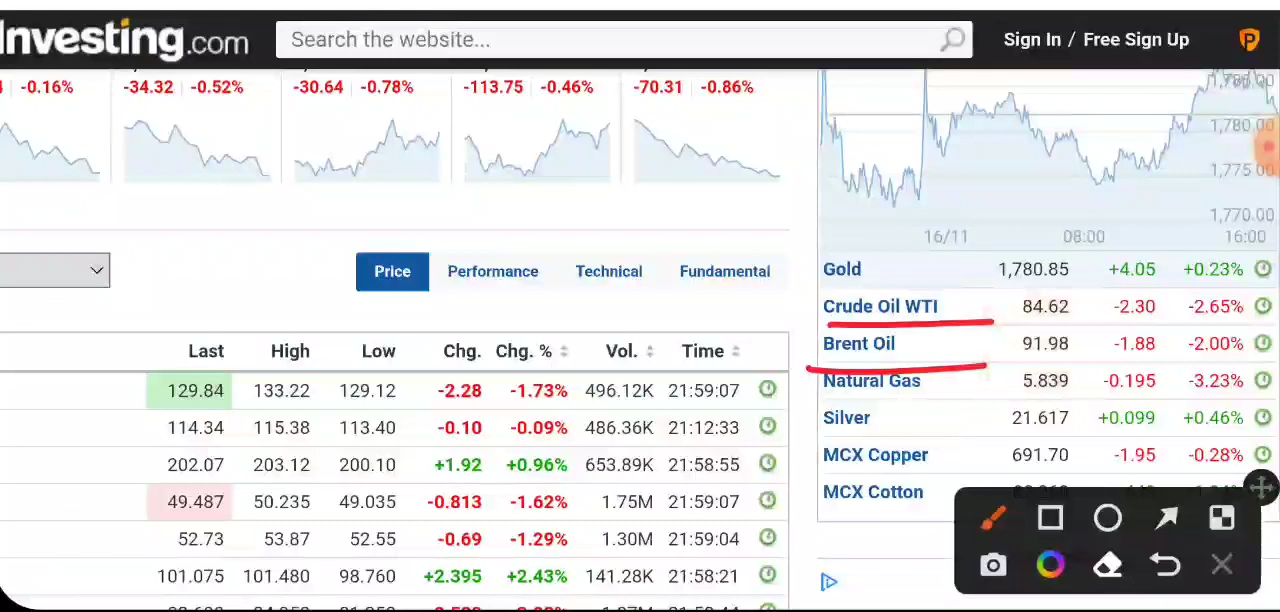 Investing.com
Search the website...
Sign In / Free Sign Up
-0.16%
-34.32 -0.52%
-30.64 -0.78%
-113.75 -0.46%
-70.31 -0.86%
1,780.00
1,775.00
1,770.00
16/11 08:00 16:00
Price Performance Technical Fundamental
Last High Low Chg. Chg. % Vol. Time
129.84 133.22 129.12 -2.28 -1.73% 496.12K 21:59:07
114.34 115.38 113.40 -0.10 -0.09% 486.36K 21:12:33
202.07 203.12 200.10 +1.92 +0.96% 653.89K 21:58:55
49.487 50.235 49.035 -0.813 -1.62% 1.75M 21:59:07
52.73 53.87 52.55 -0.69 -1.29% 1.30M 21:59:04
101.075 101.480 98.760 +2.395 +2.43% 141.28K 21:58:21
Gold 1,780.85 +4.05 +0.23%
Crude Oil WTI 84.62 -2.30 -2.65%
Brent Oil 91.98 -1.88 -2.00%
Natural Gas 5.839 -0.195 -3.23%
Silver 21.617 +0.099 +0.46%
MCX Copper 691.70 -1.95 -0.28%
MCX Cotton